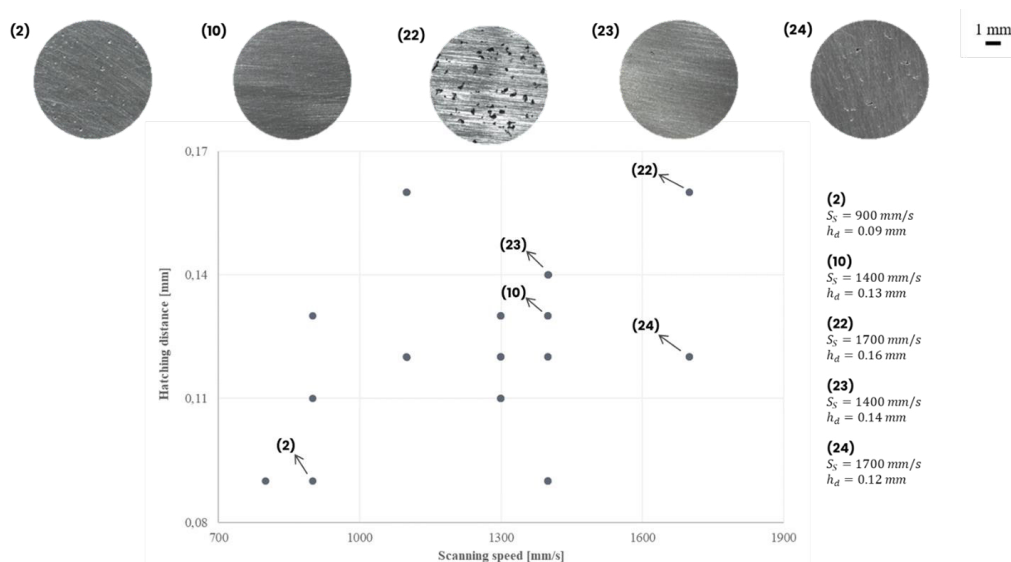 (2)
(10)
(22)
(23)
(24)
1 mm
0,17
(22)
(23)
0,14
(10)
(24)
0,11
(2)
0,08
700
1000
1300
1600
1900
Hatching distance [mm]
Scanning speed [mm/s]
(2)
S_S = 900 mm/s
h_d = 0.09 mm
(10)
S_S = 1400 mm/s
h_d = 0.13 mm
(22)
S_S = 1700 mm/s
h_d = 0.16 mm
(23)
S_S = 1400 mm/s
h_d = 0.14 mm
(24)
S_S = 1700 mm/s
h_d = 0.12 mm